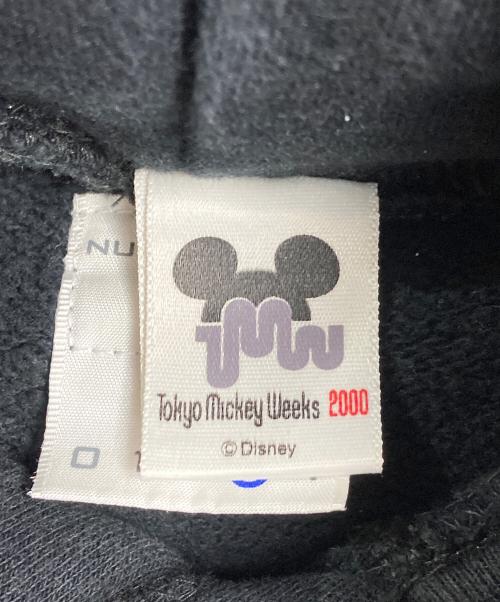 NU
TMW
Tokyo Mickey Weeks 2000
© Disney
O